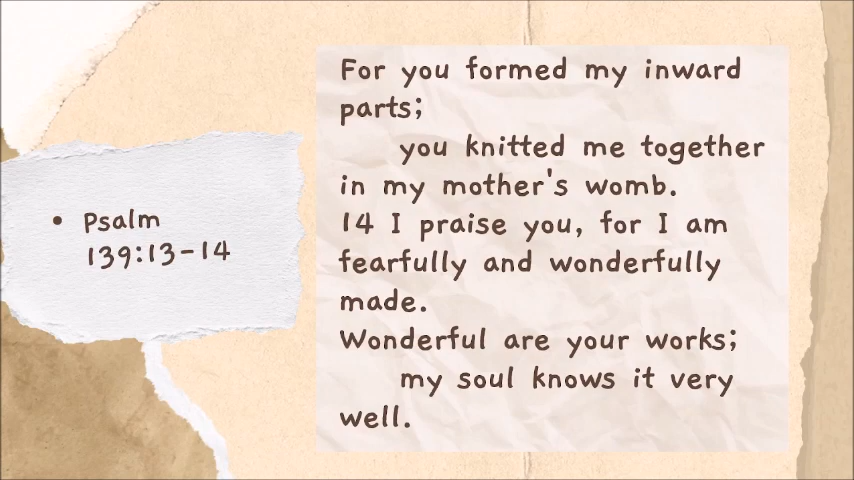 • Psalm
139:13-14
For you formed my inward
parts;
you knitted me together
in my mother's womb.
14 I praise you, for I am
fearfully and wonderfully
made.
Wonderful are your works;
my soul knows it very
well.